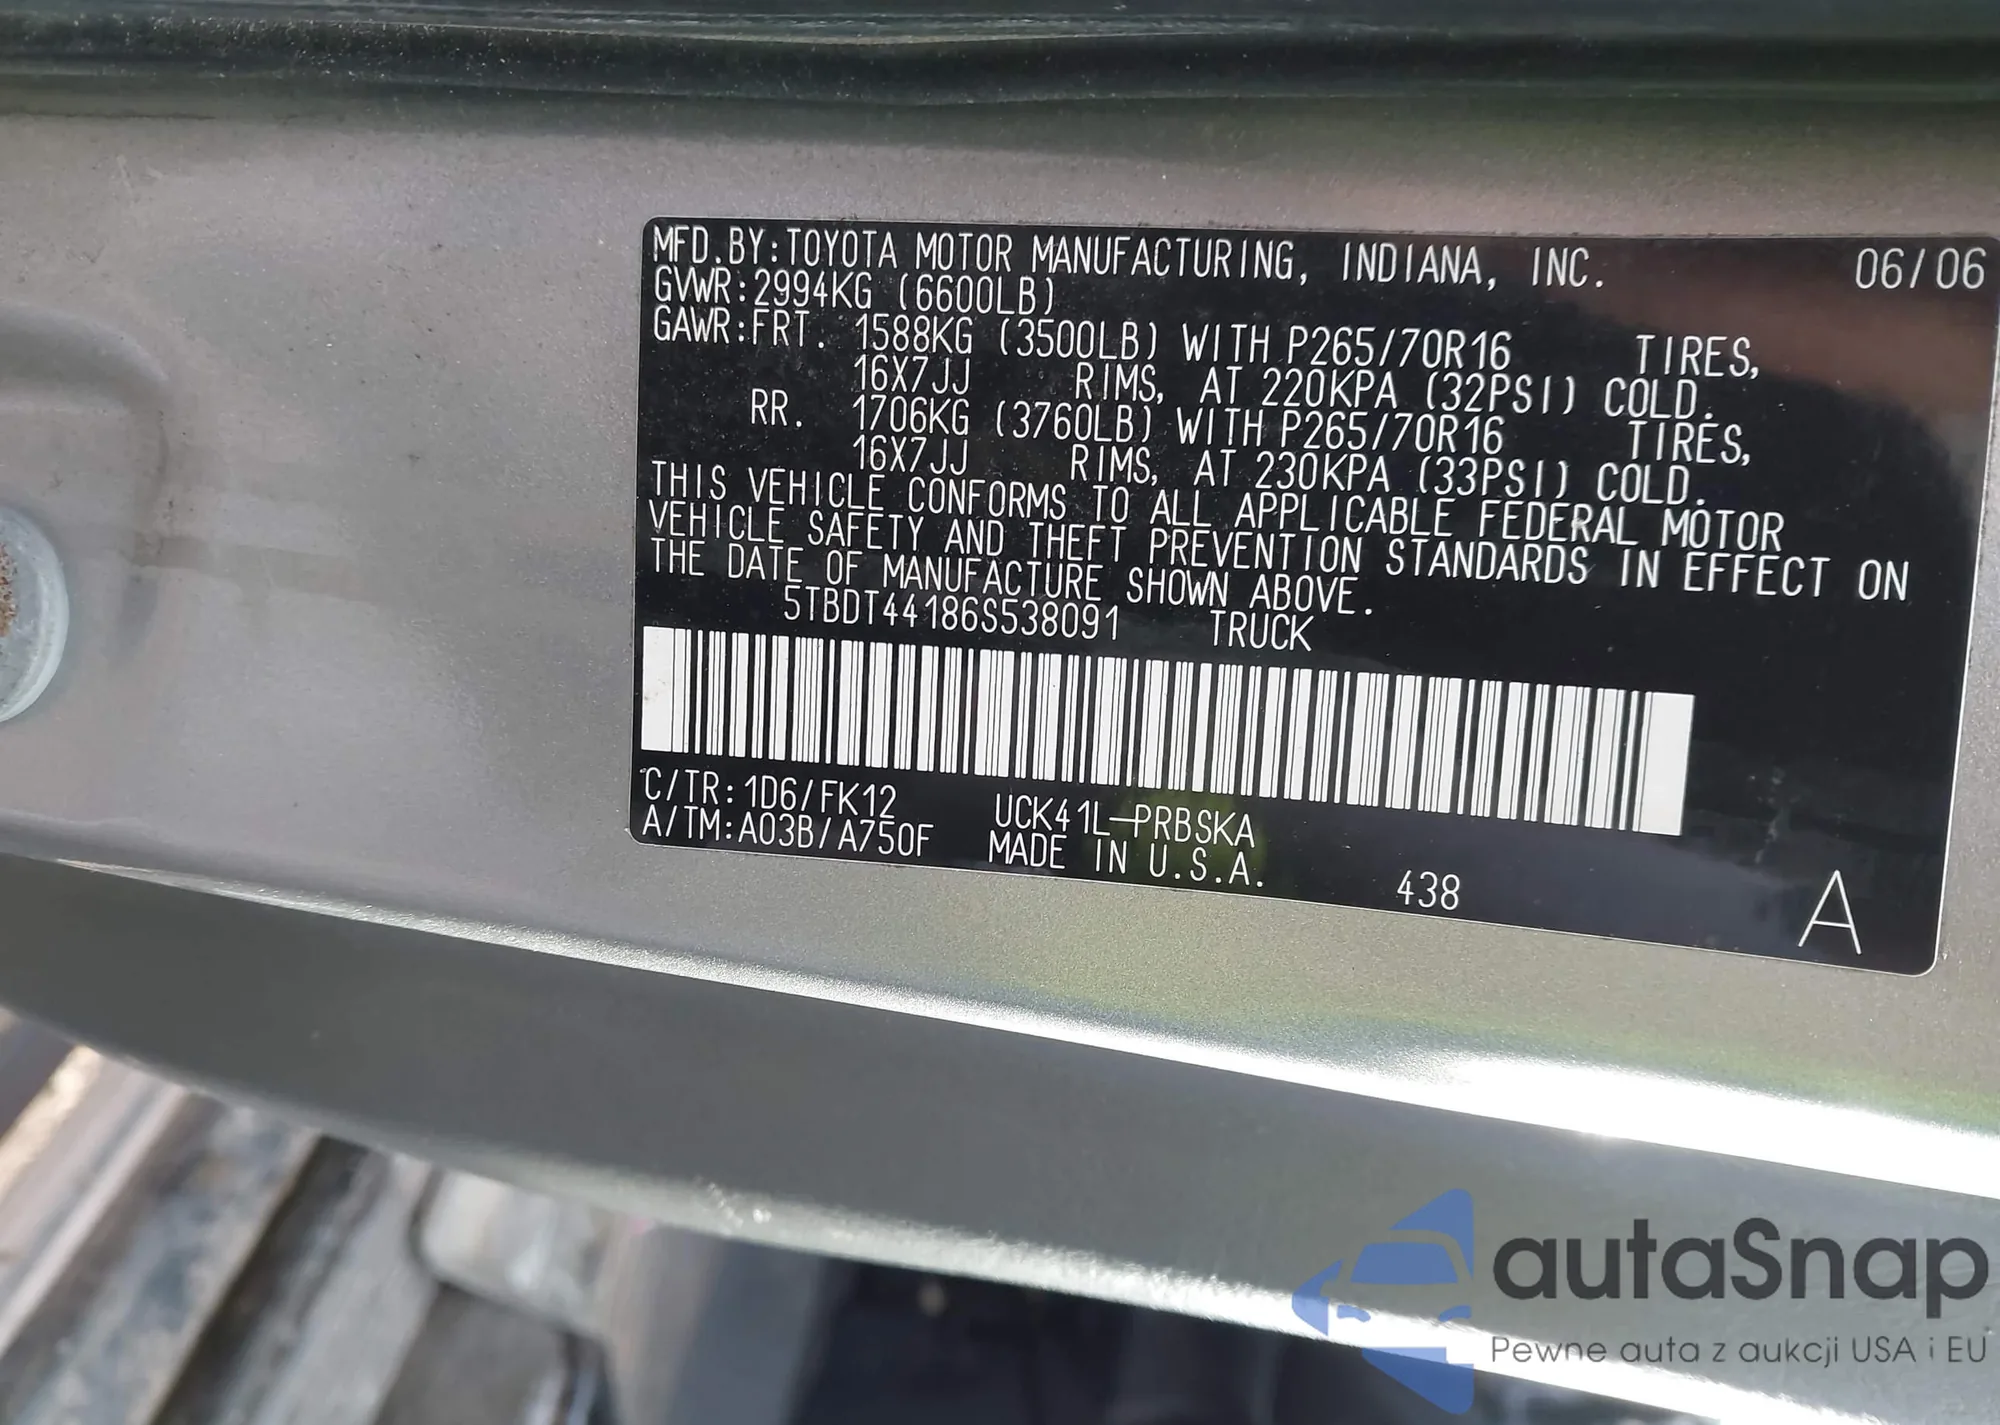 MFD.BY:TOYOTA MOTOR MANUFACTURING, INDIANA, INC. 06/06
GVWR:2994KG (6600LB)
GAWR:FRT. 1588KG (3500LB) WITH P265/70R16 TIRES,
16X7JJ RIMS, AT 220KPA (32PSI) COLD.
RR. 1706KG (3760LB) WITH P265/70R16 TIRES,
16X7JJ RIMS, AT 230KPA (33PSI) COLD.
THIS VEHICLE CONFORMS TO ALL APPLICABLE FEDERAL MOTOR
VEHICLE SAFETY AND THEFT PREVENTION STANDARDS IN EFFECT ON
THE DATE OF MANUFACTURE SHOWN ABOVE.
5TBDT44186S538091 TRUCK
C/TR:1D6/FK12 UCK41L-PRBSKA
A/TM:A03B/A750F MADE IN U.S.A.
438 A
autaSnap
Pewne auta z aukcji USA i EU